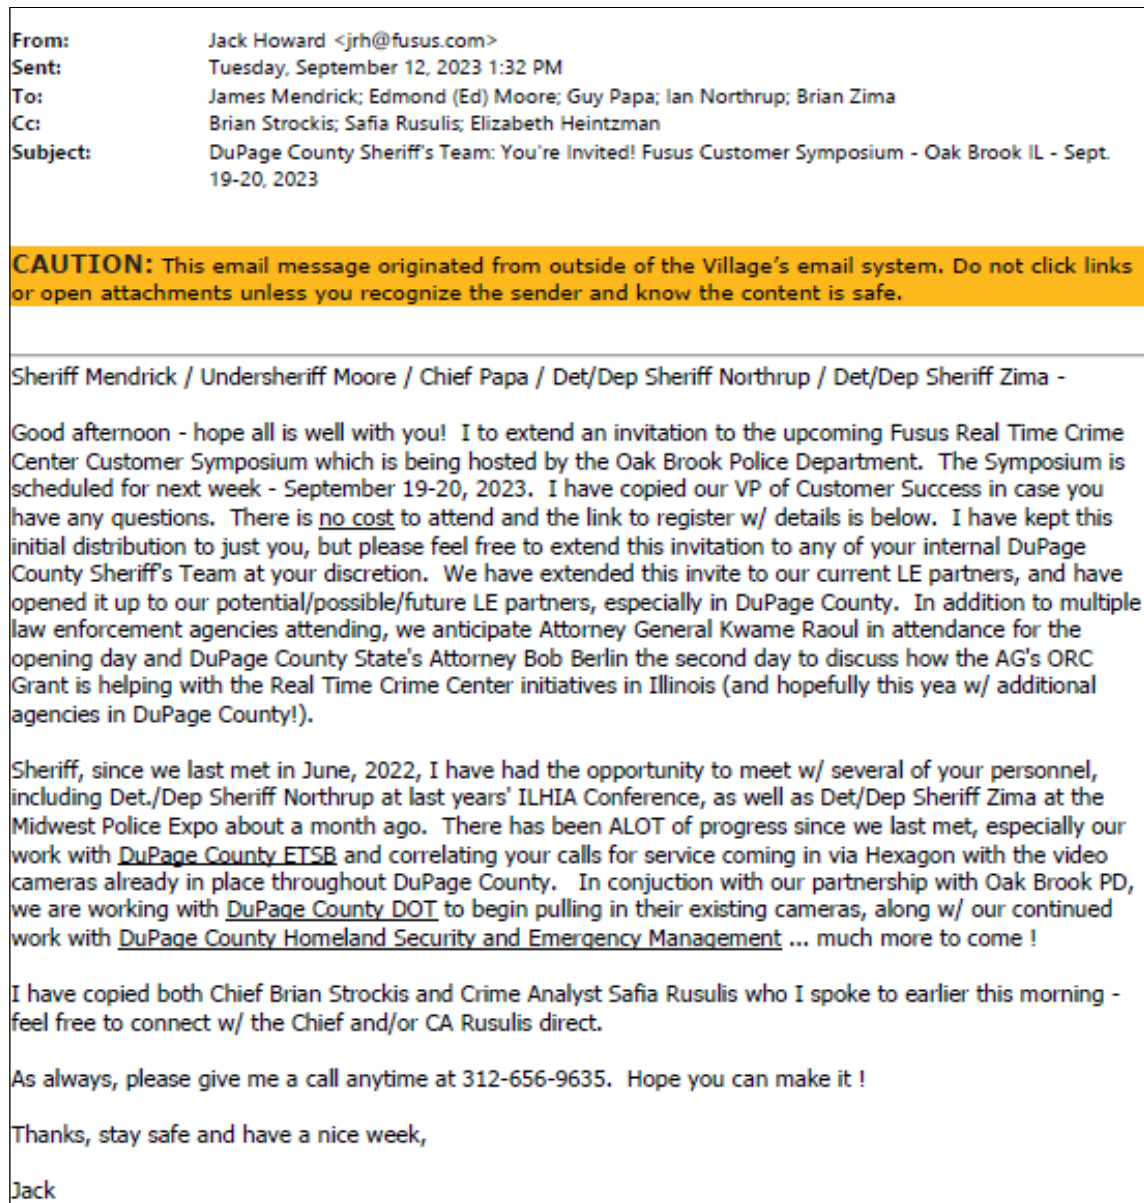 From: Jack Howard <jrh@fusus.com>
Sent: Tuesday, September 12, 2023 1:32 PM
To: James Mendrick; Edmond (Ed) Moore; Guy Papa; Ian Northrup; Brian Zima
Cc: Brian Strockis; Safia Rusulis; Elizabeth Heintzman
Subject: DuPage County Sheriff's Team: You're Invited! Fusus Customer Symposium - Oak Brook IL - Sept.
19-20, 2023
CAUTION: This email message originated from outside of the Village’s email system. Do not click links
or open attachments unless you recognize the sender and know the content is safe.
Sheriff Mendrick / Undersheriff Moore / Chief Papa / Det/Dep Sheriff Northrup / Det/Dep Sheriff Zima -
Good afternoon - hope all is well with you! I to extend an invitation to the upcoming Fusus Real Time Crime
Center Customer Symposium which is being hosted by the Oak Brook Police Department. The Symposium is
scheduled for next week - September 19-20, 2023. I have copied our VP of Customer Success in case you
have any questions. There is no cost to attend and the link to register w/ details is below. I have kept this
initial distribution to just you, but please feel free to extend this invitation to any of your internal DuPage
County Sheriff's Team at your discretion. We have extended this invite to our current LE partners, and have
opened it up to our potential/possible/future LE partners, especially in DuPage County. In addition to multiple
law enforcement agencies attending, we anticipate Attorney General Kwame Raoul in attendance for the
opening day and DuPage County State's Attorney Bob Berlin the second day to discuss how the AG's ORC
Grant is helping with the Real Time Crime Center initiatives in Illinois (and hopefully this yea w/ additional
agencies in DuPage County!).
Sheriff, since we last met in June, 2022, I have had the opportunity to meet w/ several of your personnel,
including Det./Dep Sheriff Northrup at last years' ILHIA Conference, as well as Det/Dep Sheriff Zima at the
Midwest Police Expo about a month ago. There has been ALOT of progress since we last met, especially our
work with DuPage County ETSB and correlating your calls for service coming in via Hexagon with the video
cameras already in place throughout DuPage County. In conjuction with our partnership with Oak Brook PD,
we are working with DuPage County DOT to begin pulling in their existing cameras, along w/ our continued
work with DuPage County Homeland Security and Emergency Management ... much more to come !
I have copied both Chief Brian Strockis and Crime Analyst Safia Rusulis who I spoke to earlier this morning -
feel free to connect w/ the Chief and/or CA Rusulis direct.
As always, please give me a call anytime at 312-656-9635. Hope you can make it !
Thanks, stay safe and have a nice week,
Jack